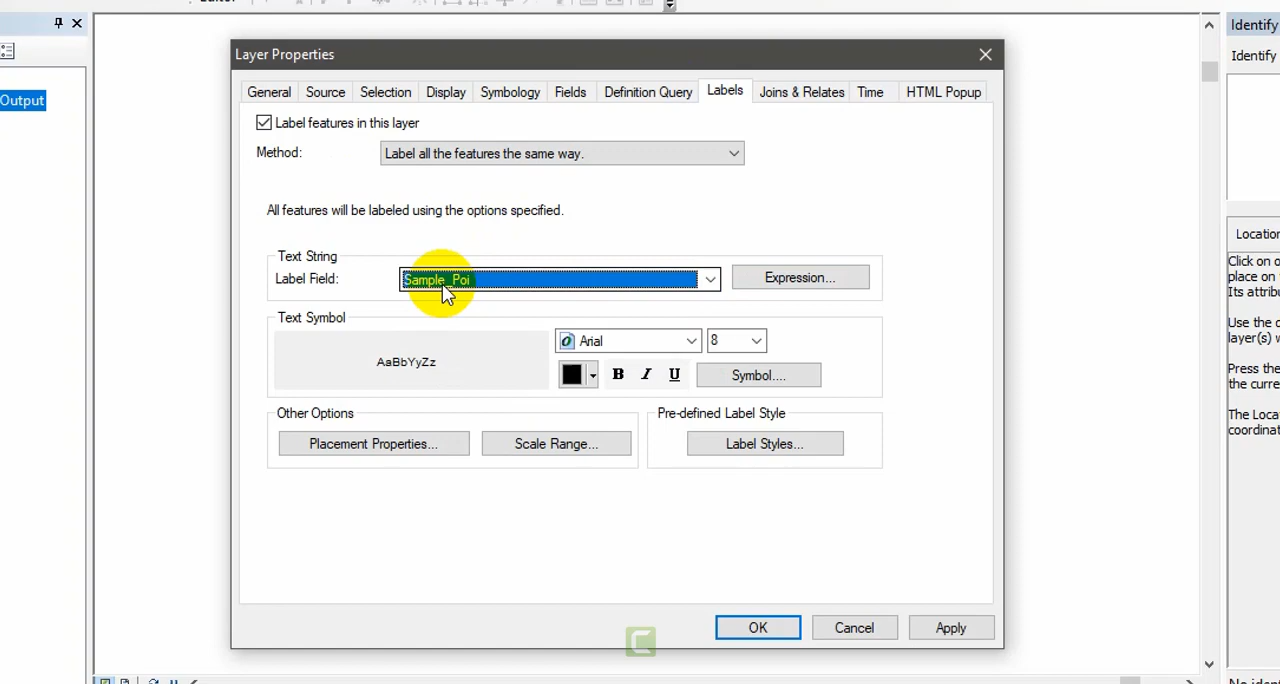 Identify
Identify
Output
Layer Properties
General
Source
Selection
Display
Symbology
Fields
Definition Query
Labels
Joins & Relates
Time
HTML Popup
Label features in this layer
Method:
Label all the features the same way.
All features will be labeled using the options specified.
Text String
Label Field:
Sample_Poi
Expression...
Text Symbol
AaBbYyZz
Arial
8
B
I
U
Symbol....
Other Options
Placement Properties...
Scale Range...
Pre-defined Label Style
Label Styles...
OK
Cancel
Apply
Location
Click on o
place on
Its attribu
Use the
layer(s) w
Press the
the curre
The Loca
coordinat